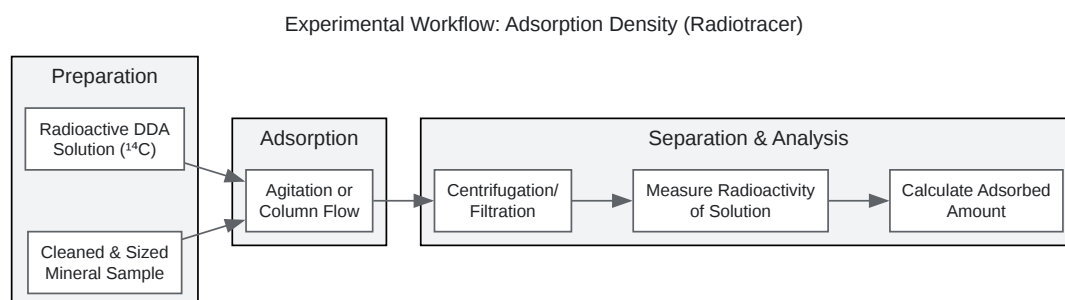 Experimental Workflow: Adsorption Density (Radiotracer)
Preparation
Radioactive DDA
Solution (¹⁴C)
Cleaned & Sized
Mineral Sample
Adsorption
Agitation or
Column Flow
Separation & Analysis
Centrifugation/
Filtration
Measure Radioactivity
of Solution
Calculate Adsorbed
Amount